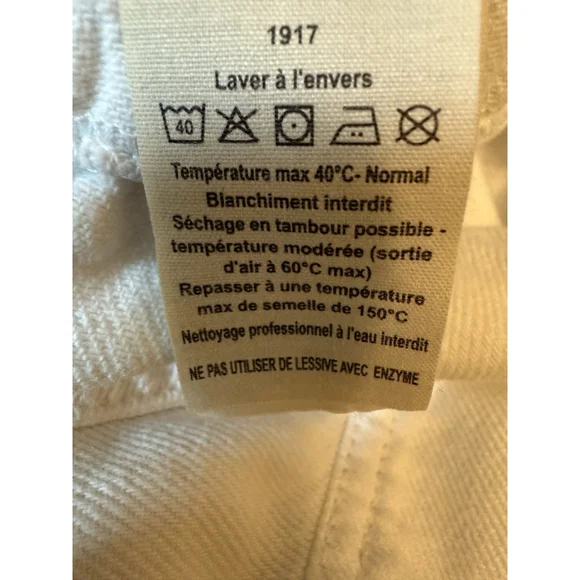 1917
Laver à l'envers
40
Température max 40°C- Normal
Blanchiment interdit
Séchage en tambour possible -
température modérée (sortie
d'air à 60°C max)
Repasser à une température
max de semelle de 150°C
Nettoyage professionnel à l'eau interdit
NE PAS UTILISER DE LESSIVE AVEC ENZYME